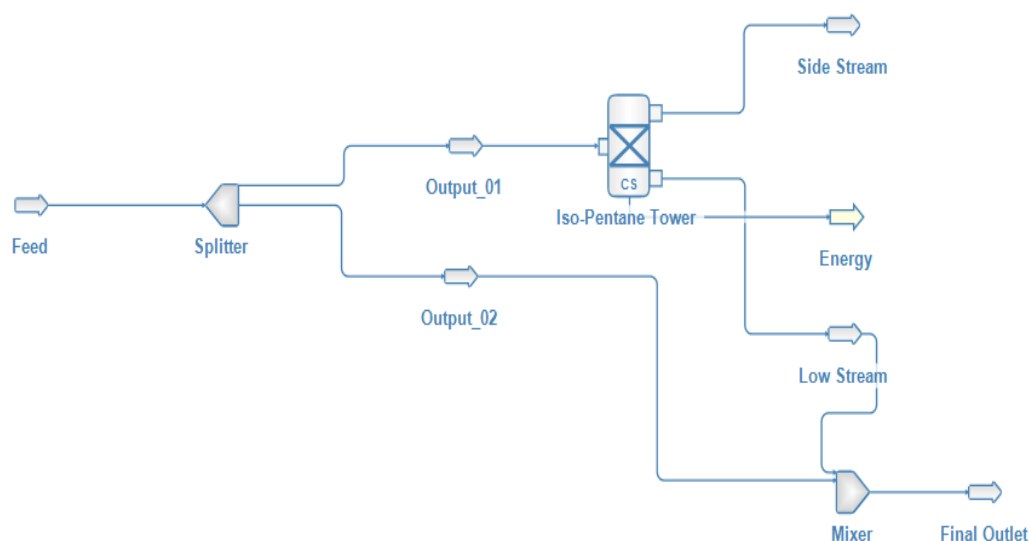 Side Stream
Output_01
CS
Iso-Pentane Tower
Feed
Splitter
Energy
Output_02
Low Stream
Mixer
Final Outlet